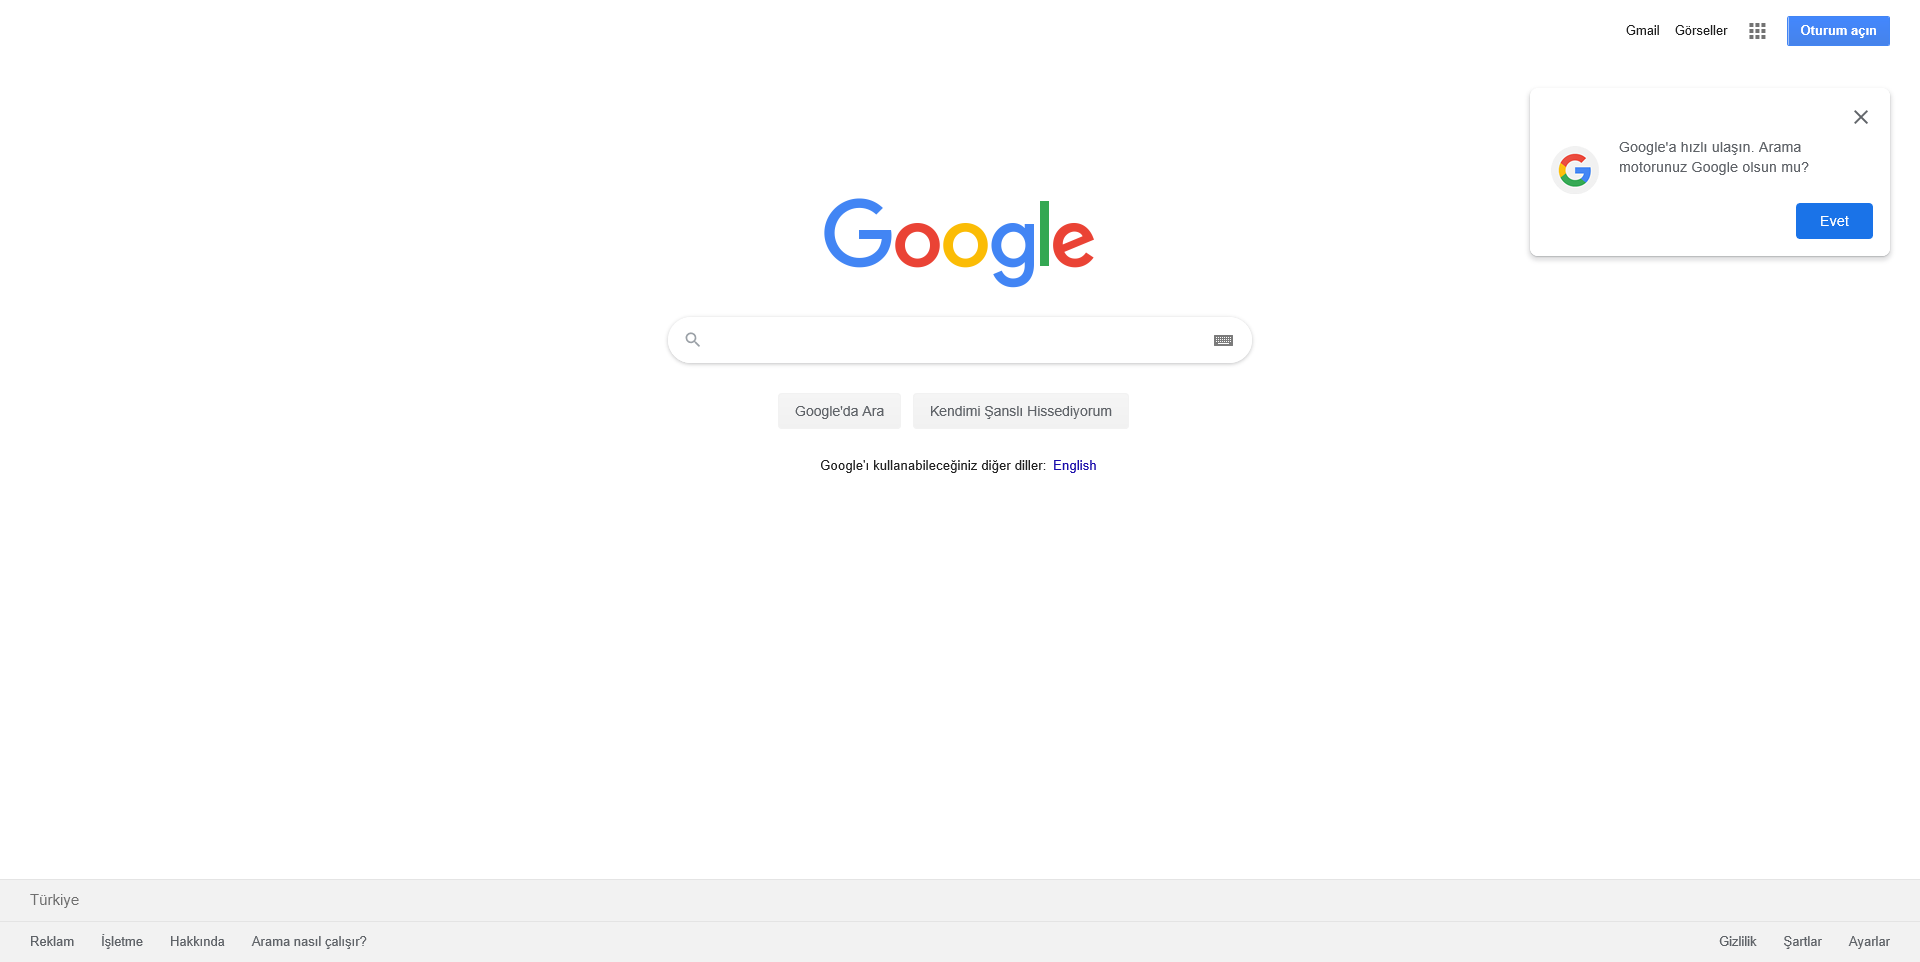 Gmail Görseller Oturum açın
Google'a hızlı ulaşın. Arama
motorunuz Google olsun mu?
Evet
Google
Google'da Ara Kendimi Şanslı Hissediyorum
Google'ı kullanabileceğiniz diğer diller: English
Türkiye
Reklam İşletme Hakkında Arama nasıl çalışır? Gizlilik Şartlar Ayarlar